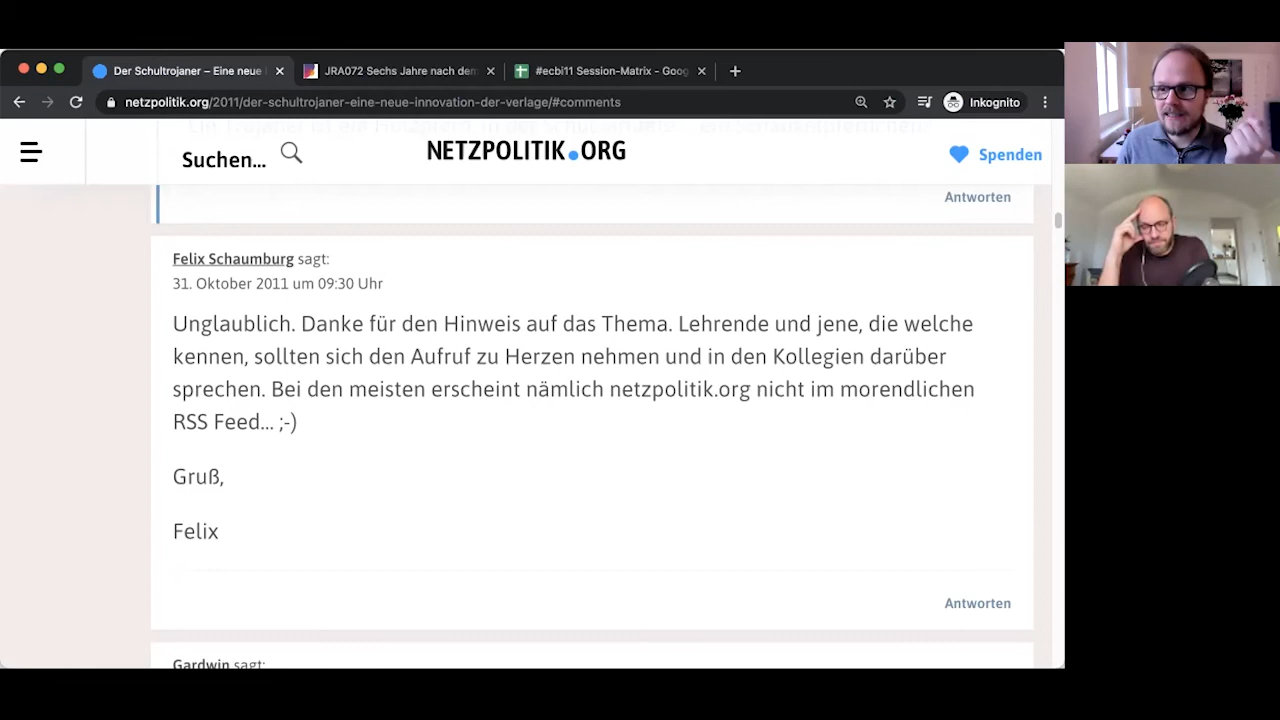 Der Schultrojaner – Eine neue
JRA072 Sechs Jahre nach dem
#ecbi11 Session-Matrix - Goog
netzpolitik.org/2011/der-schultrojaner-eine-neue-innovation-der-verlage/#comments
Inkognito
Suchen...
NETZPOLITIK.ORG
Spenden
Antworten
Felix Schaumburg sagt:
31. Oktober 2011 um 09:30 Uhr
Unglaublich. Danke für den Hinweis auf das Thema. Lehrende und jene, die welche
kennen, sollten sich den Aufruf zu Herzen nehmen und in den Kollegien darüber
sprechen. Bei den meisten erscheint nämlich netzpolitik.org nicht im morendlichen
RSS Feed… ;-)
Gruß,
Felix
Antworten
Gardwin sagt: